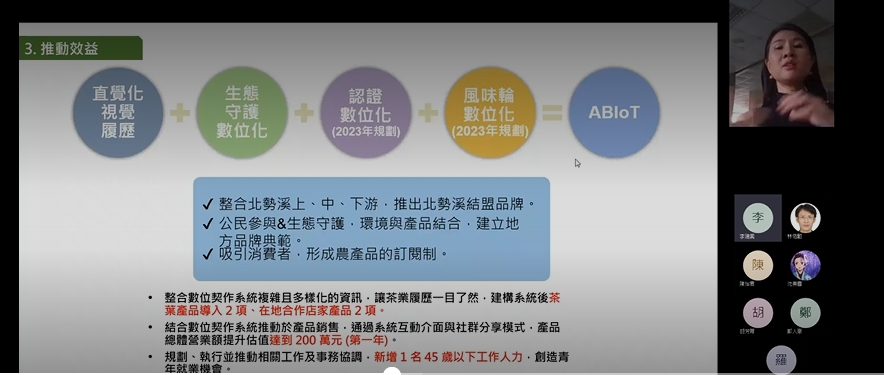 3. 推動效益
直覺化
視覺
履歷
+
生態
守護
數位化
+
認證
數位化
(2023年規劃)
+
風味輪
數位化
(2023年規劃)
=
ABIoT
✓ 整合北勢溪上、中、下游，推出北勢溪結盟品牌。
✓ 公民參與&生態守護，環境與產品結合，建立地
方品牌典範。
✓ 吸引消費者，形成農產品的訂閱制。
• 整合數位契作系統複雜且多樣化的資訊，讓茶業履歷一目了然，建構系統後茶
葉產品導入 2 項、在地合作店家產品 2 項。
• 結合數位契作系統推動於產品銷售，通過系統互動介面與社群分享模式，產品
總體營業額提升估值達到 200 萬元 (第一年)。
• 規劃、執行並推動相關工作及事務協調，新增 1 名 45 歲以下工作人力，創造青
年就業機會。
李
陳
胡
鄭
羅